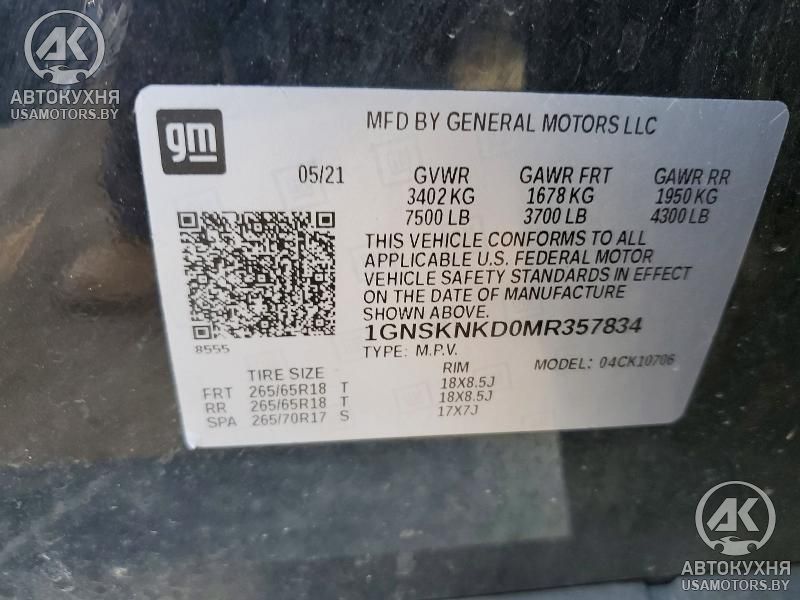 AK
АВТОКУХНЯ
USAMOTORS.BY
gm
MFD BY GENERAL MOTORS LLC
05/21 GVWR GAWR FRT GAWR RR
3402 KG 1678 KG 1950 KG
7500 LB 3700 LB 4300 LB
THIS VEHICLE CONFORMS TO ALL
APPLICABLE U.S. FEDERAL MOTOR
VEHICLE SAFETY STANDARDS IN EFFECT
ON THE DATE OF MANUFACTURE
SHOWN ABOVE.
1GNSKNKD0MR357834
8555
TYPE: M.P.V. MODEL: 04CK10706
TIRE SIZE RIM
FRT 265/65R18 T 18X8.5J
RR 265/65R18 T 18X8.5J
SPA 265/70R17 S 17X7J
AK
АВТОКУХНЯ
USAMOTORS.BY